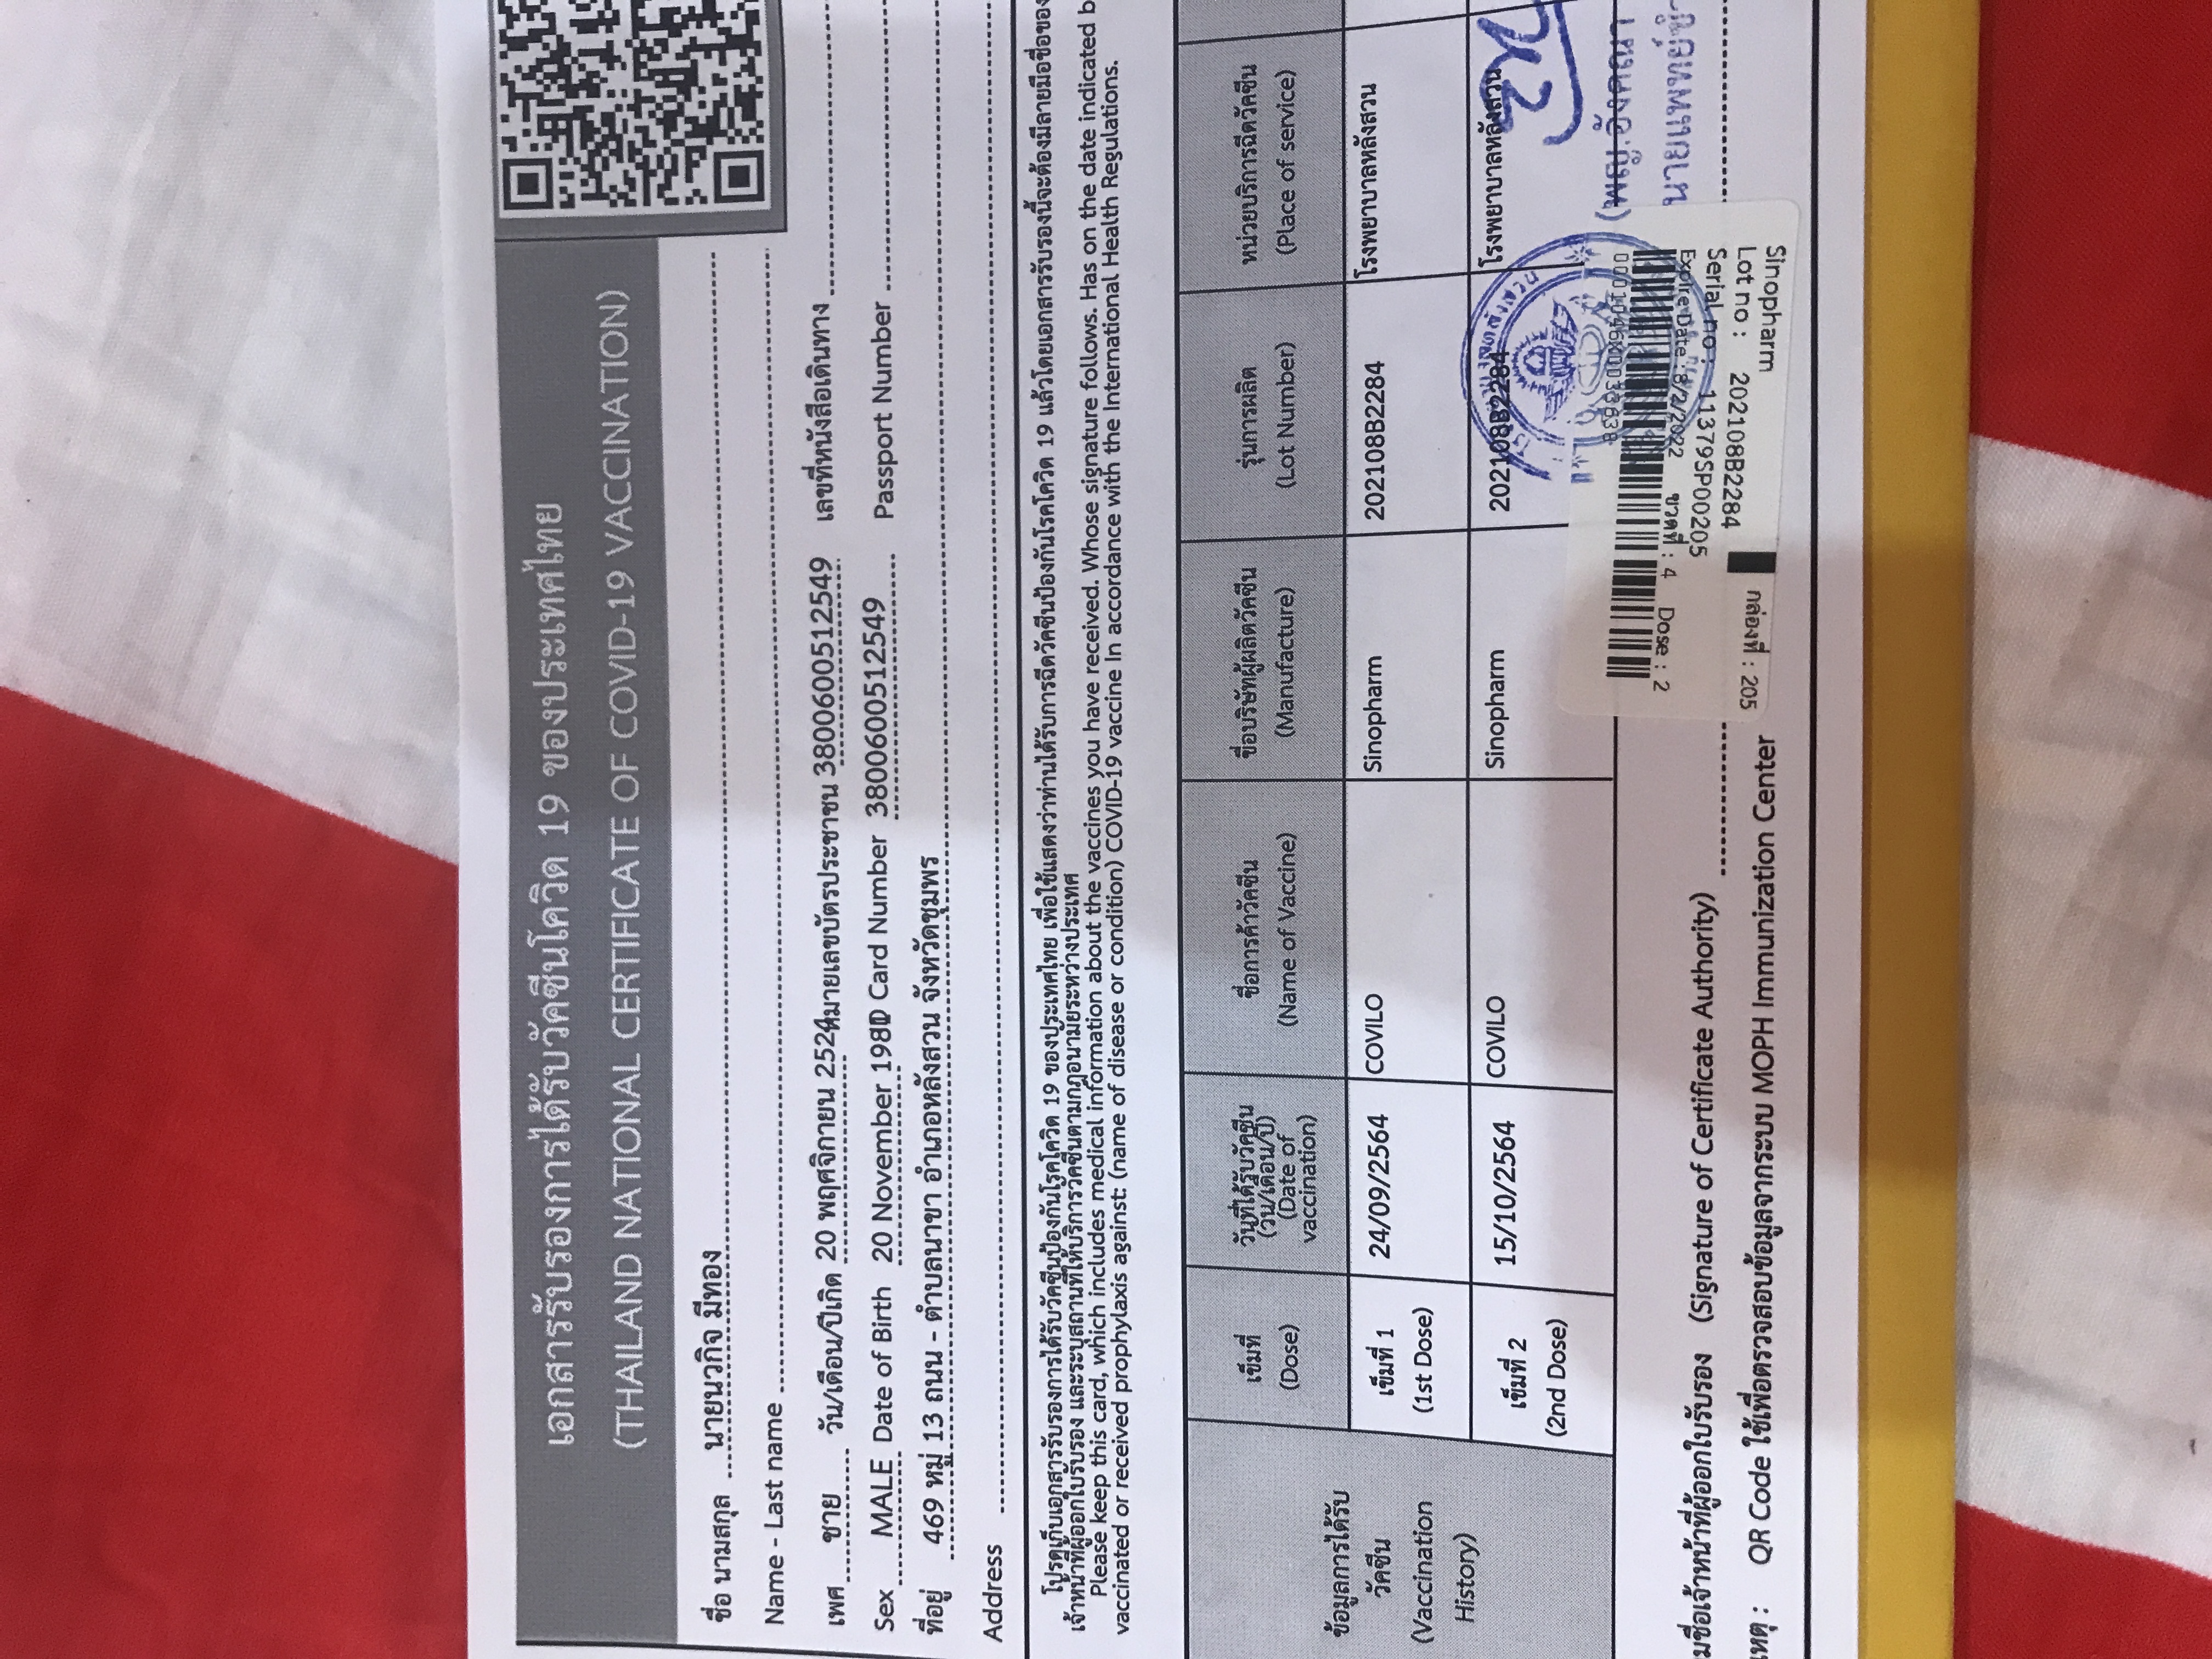 เอกสารรับรองการได้รับวัคซีนโควิด 19 ของประเทศไทย
(THAILAND NATIONAL CERTIFICATE OF COVID-19 VACCINATION)
ชื่อ นามสกุล นายนวกิจ มีทอง
Name - Last name
เพศ ชาย วัน/เดือน/ปีเกิด 20 พฤศจิกายน 2524 หมายเลขบัตรประชาชน 3800600512549 เลขที่หนังสือเดินทาง
Sex MALE Date of Birth 20 November 1981 ID Card Number 3800600512549 Passport Number
ที่อยู่ 469 หมู่ 13 ถนน - ตำบลนาขา อำเภอหลังสวน จังหวัดชุมพร
Address
โปรดเก็บเอกสารรับรองการได้รับวัคซีนป้องกันโรคโควิด 19 ของประเทศไทย เพื่อใช้แสดงว่าท่านได้รับการฉีดวัคซีนป้องกันโรคโควิด 19 แล้วโดยเอกสารรับรองนี้จะต้องมีลายมือชื่อของ
เจ้าหน้าที่ผู้ออกใบรับรอง และระบุสถานที่ให้บริการวัคซีนตามกฎอนามัยระหว่างประเทศ
Please keep this card, which includes medical information about the vaccines you have received. Whose signature follows. Has on the date indicated b
vaccinated or received prophylaxis against: (name of disease or condition) COVID-19 vaccine In accordance with the International Health Regulations.
ข้อมูลการได้รับ
วัคซีน
(Vaccination
History)
เข็มที่
(Dose)
วันที่ได้รับวัคซีน
(วัน/เดือน/ปี)
(Date of
vaccination)
ชื่อการค้าวัคซีน
(Name of Vaccine)
ชื่อบริษัทผู้ผลิตวัคซีน
(Manufacture)
รุ่นการผลิต
(Lot Number)
หน่วยบริการฉีดวัคซีน
(Place of service)
เข็มที่ 1
(1st Dose)
24/09/2564 COVILO Sinopharm 202108B2284 โรงพยาบาลหลังสวน
เข็มที่ 2
(2nd Dose)
15/10/2564 COVILO Sinopharm 202108B2284 โรงพยาบาลหลังสวน
(พญ.อังคณา
นายแพทย์ชำ
Sinopharm
Lot no : 202108B2284 กล่องที่ : 205
Serial no : 11379SP00205
Expire Date : 8/2/2022 ขวดที่ : 4 Dose : 2
มชื่อเจ้าหน้าที่ผู้ออกใบรับรอง (Signature of Certificate Authority)
เหตุ : QR Code ใช้เพื่อตรวจสอบข้อมูลจากระบบ MOPH Immunization Center